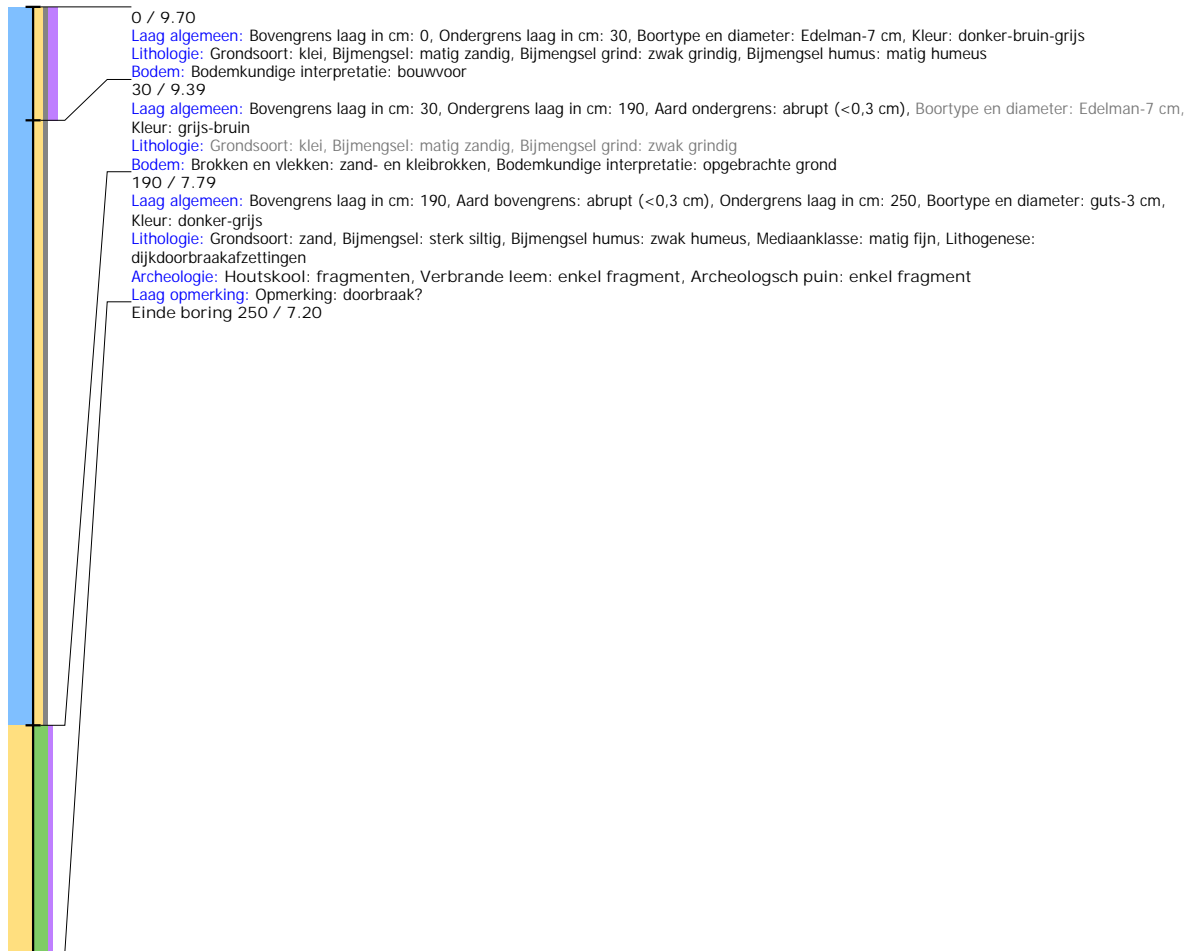 0 / 9.70
Laag algemeen: Bovengrens laag in cm: 0, Ondergrens laag in cm: 30, Boortype en diameter: Edelman-7 cm, Kleur: donker-bruin-grijs
Lithologie: Grondsoort: klei, Bijmengsel: matig zandig, Bijmengsel grind: zwak grindig, Bijmengsel humus: matig humeus
Bodem: Bodemkundige interpretatie: bouwvoor
30 / 9.39
Laag algemeen: Bovengrens laag in cm: 30, Ondergrens laag in cm: 190, Aard ondergrens: abrupt (<0,3 cm), Boortype en diameter: Edelman-7 cm,
Kleur: grijs-bruin
Lithologie: Grondsoort: klei, Bijmengsel: matig zandig, Bijmengsel grind: zwak grindig
Bodem: Brokken en vlekken: zand- en kleibrokken, Bodemkundige interpretatie: opgebrachte grond
190 / 7.79
Laag algemeen: Bovengrens laag in cm: 190, Aard bovengrens: abrupt (<0,3 cm), Ondergrens laag in cm: 250, Boortype en diameter: guts-3 cm,
Kleur: donker-grijs
Lithologie: Grondsoort: zand, Bijmengsel: sterk siltig, Bijmengsel humus: zwak humeus, Mediaanklasse: matig fijn, Lithogenese:
dijkdoorbraakafzettingen
Archeologie: Houtskool: fragmenten, Verbrande leem: enkel fragment, Archeologsch puin: enkel fragment
Laag opmerking: Opmerking: doorbraak?
Einde boring 250 / 7.20